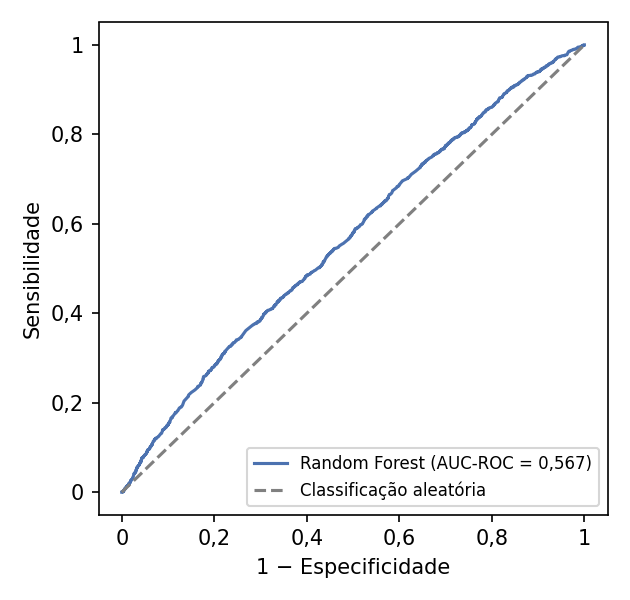 1
0,8
0,6
0,4
0,2
0
Sensibilidade
Random Forest (AUC-ROC = 0,567)
Classificação aleatória
0 0,2 0,4 0,6 0,8 1
1 − Especificidade